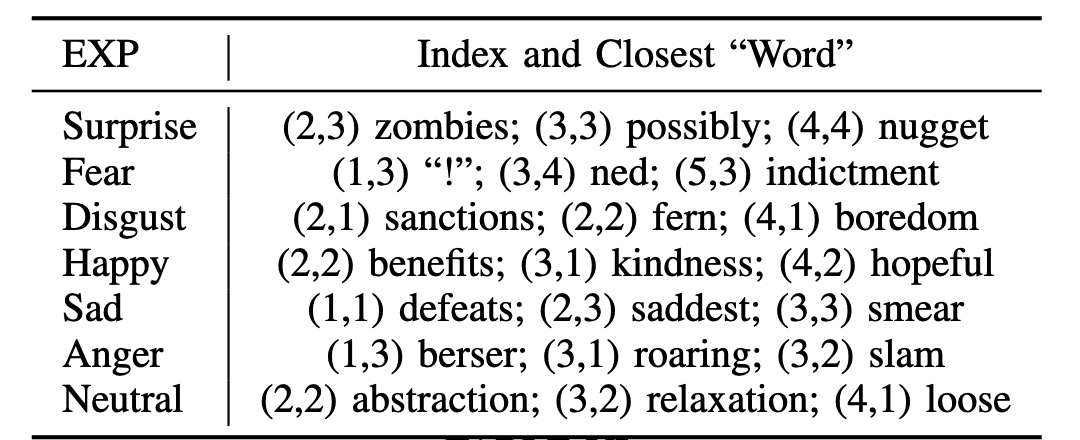 EXP Index and Closest “Word”
Surprise (2,3) zombies; (3,3) possibly; (4,4) nugget
Fear (1,3) “!”; (3,4) ned; (5,3) indictment
Disgust (2,1) sanctions; (2,2) fern; (4,1) boredom
Happy (2,2) benefits; (3,1) kindness; (4,2) hopeful
Sad (1,1) defeats; (2,3) saddest; (3,3) smear
Anger (1,3) berser; (3,1) roaring; (3,2) slam
Neutral (2,2) abstraction; (3,2) relaxation; (4,1) loose